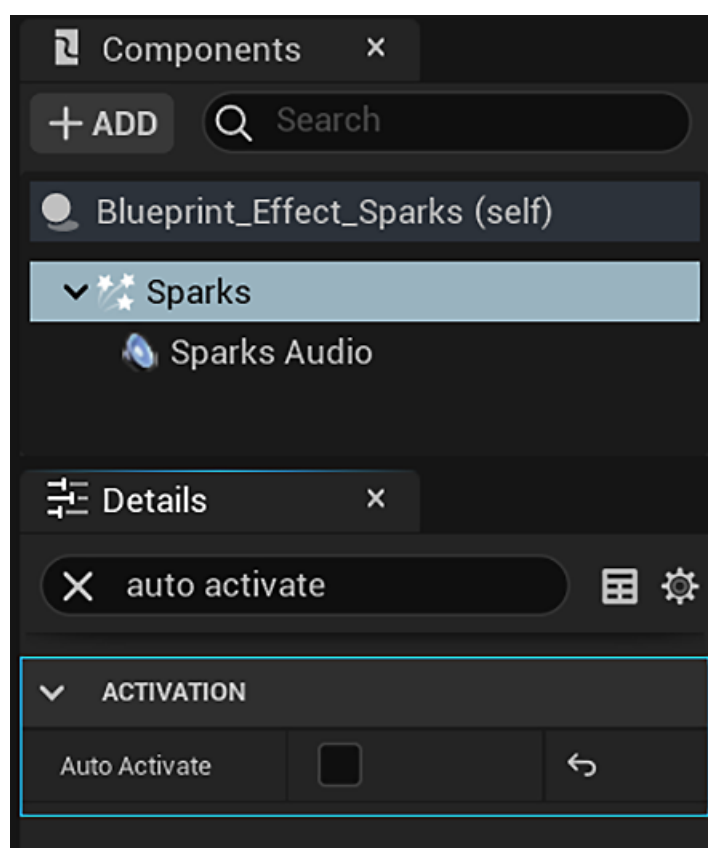 Components
+ ADD
Search
Blueprint_Effect_Sparks (self)
Sparks
Sparks Audio
Details
auto activate
ACTIVATION
Auto Activate